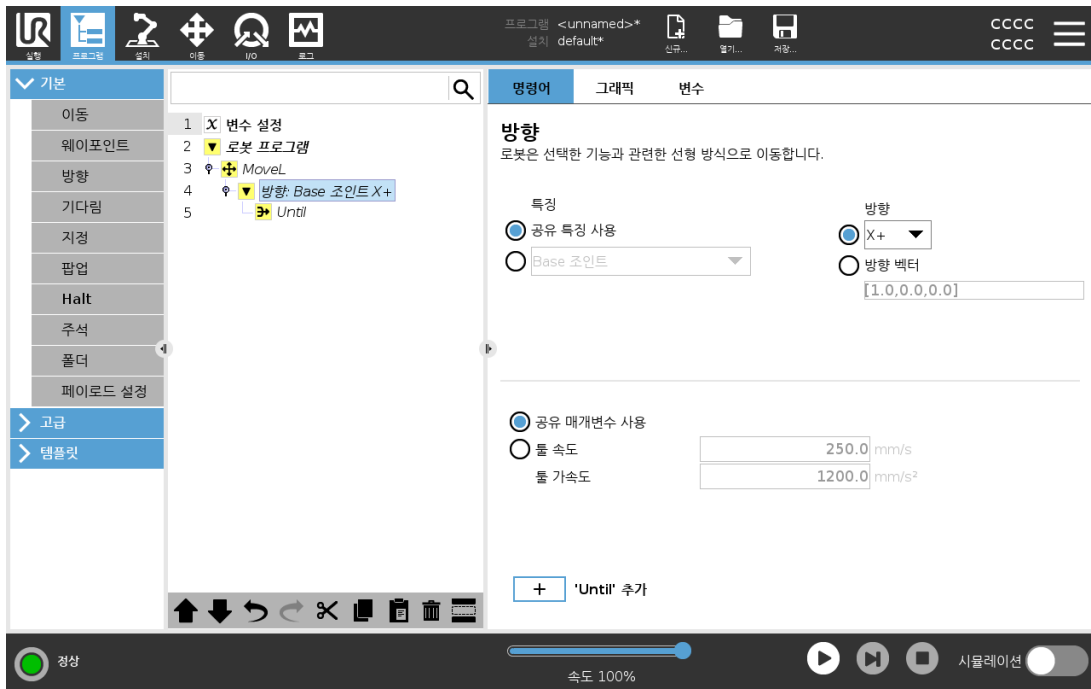 프로그램 <unnamed>*
설치 default*
cccc
cccc
실행
프로그램
설치
이동
I/O
로그
신규...
열기...
저장...
기본
이동
웨이포인트
방향
기다림
지정
팝업
Halt
주석
폴더
페이로드 설정
고급
템플릿
1 x 변수 설정
2 로봇 프로그램
3 MoveL
4 방향: Base 조인트 X+
5 Until
명령어 그래픽 변수
방향
로봇은 선택한 기능과 관련한 선형 방식으로 이동합니다.
특징
공유 특징 사용
Base 조인트
방향
X+
방향 벡터
[1.0,0.0,0.0]
공유 매개변수 사용
툴 속도 250.0 mm/s
툴 가속도 1200.0 mm/s²
+ 'Until' 추가
정상
속도 100%
시뮬레이션